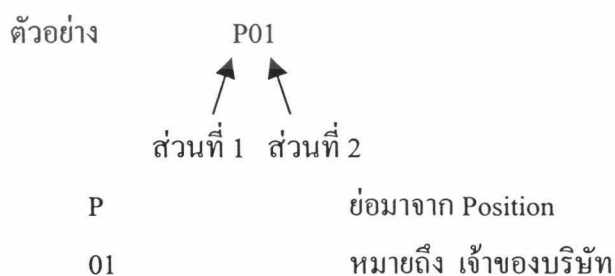 ตัวอย่าง P01
ส่วนที่ 1 ส่วนที่ 2
P ย่อมาจาก Position
01 หมายถึง เจ้าของบริษัท